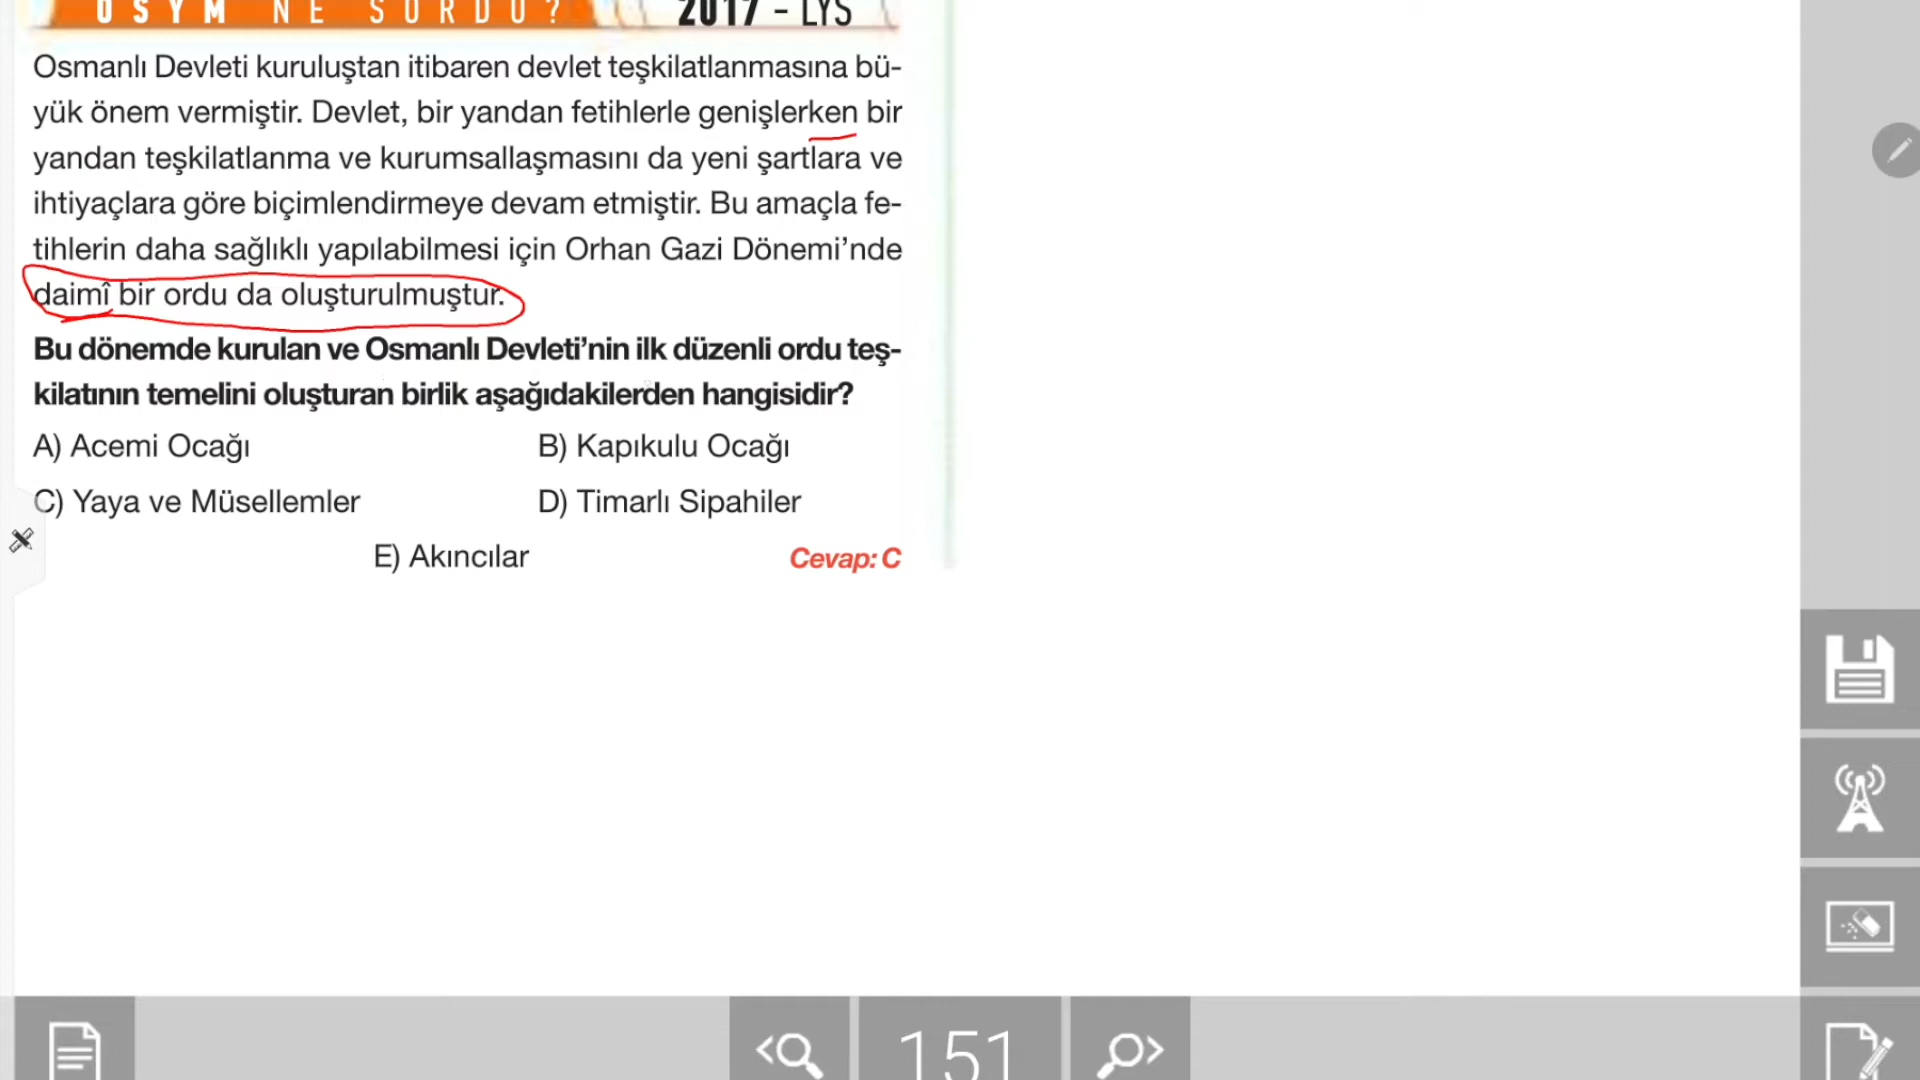 ÖSYM NE SORDU? 2017 - LYS
Osmanlı Devleti kuruluştan itibaren devlet teşkilatlanmasına bü-
yük önem vermiştir. Devlet, bir yandan fetihlerle genişlerken bir
yandan teşkilatlanma ve kurumsallaşmasını da yeni şartlara ve
ihtiyaçlara göre biçimlendirmeye devam etmiştir. Bu amaçla fe-
tihlerin daha sağlıklı yapılabilmesi için Orhan Gazi Dönemi’nde
daimî bir ordu da oluşturulmuştur.
Bu dönemde kurulan ve Osmanlı Devleti’nin ilk düzenli ordu teş-
kilatının temelini oluşturan birlik aşağıdakilerden hangisidir?
A) Acemi Ocağı B) Kapıkulu Ocağı
C) Yaya ve Müsellemler D) Timarlı Sipahiler
E) Akıncılar Cevap: C
151